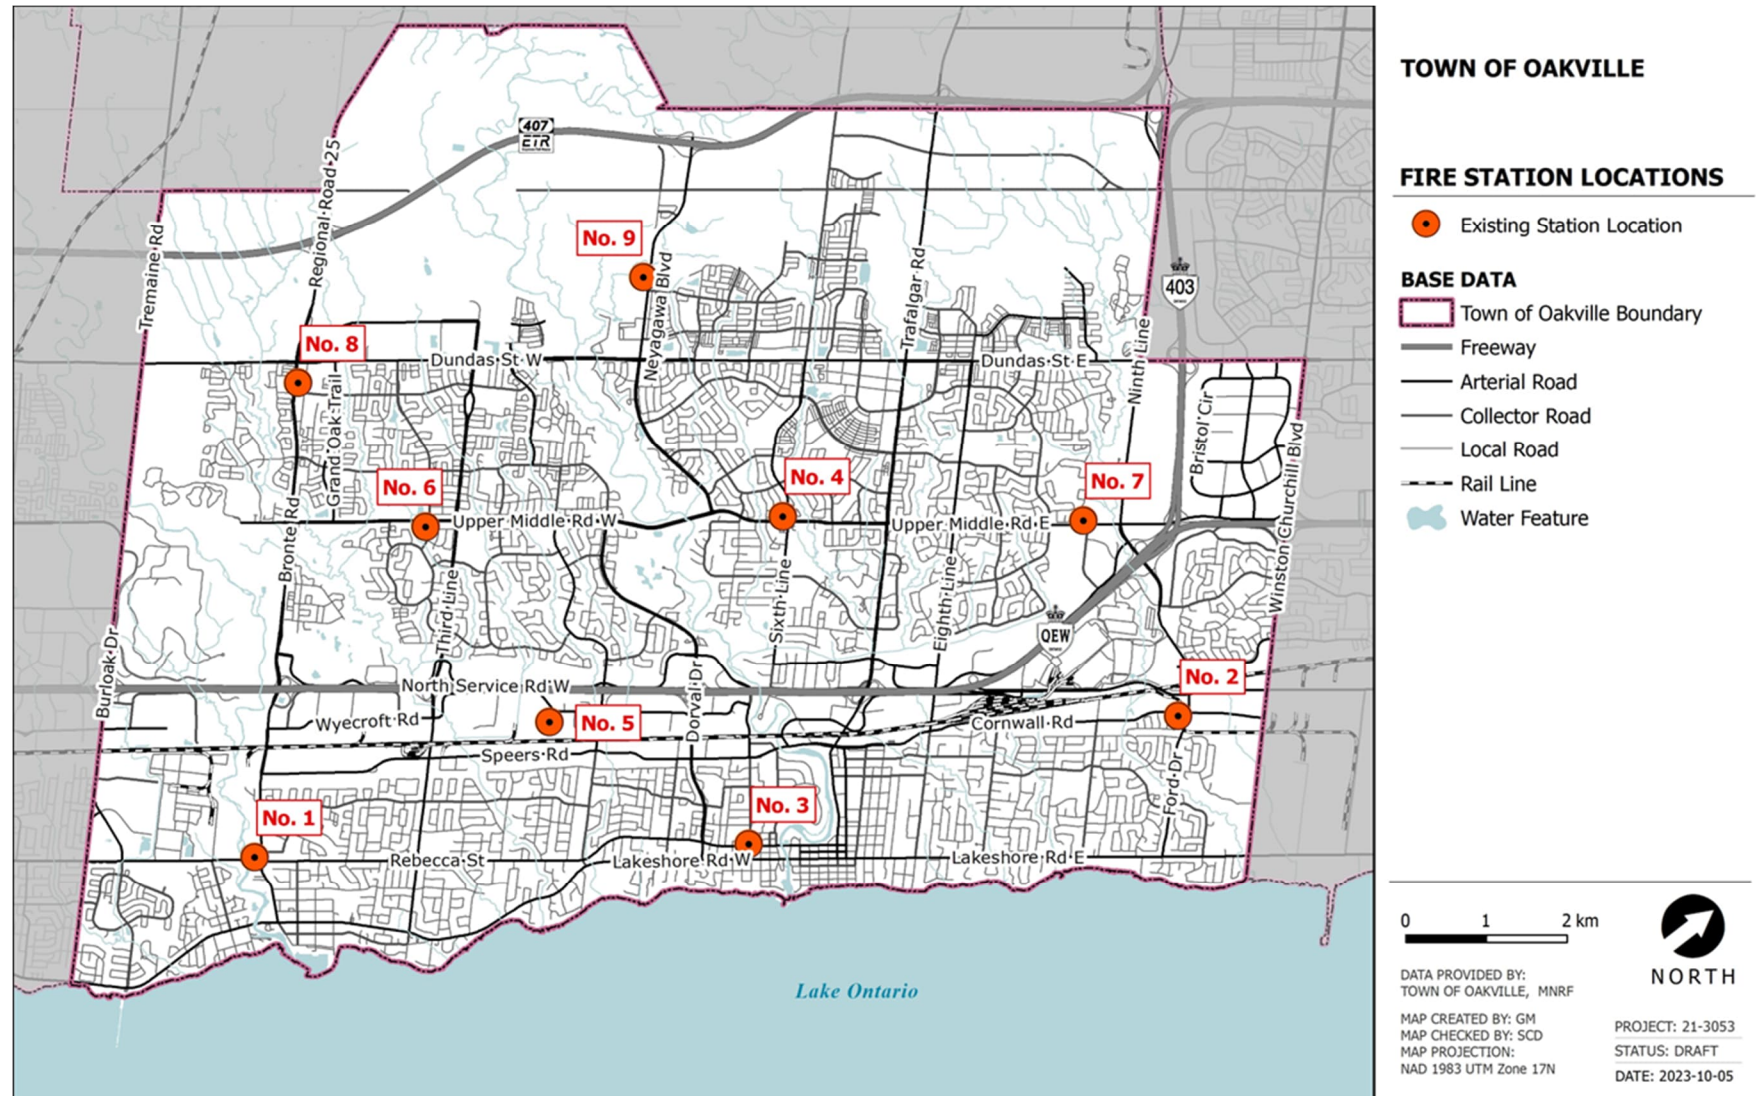 TOWN OF OAKVILLE
FIRE STATION LOCATIONS
Existing Station Location
BASE DATA
Town of Oakville Boundary
Freeway
Arterial Road
Collector Road
Local Road
Rail Line
Water Feature
0 1 2 km
NORTH
DATA PROVIDED BY:
TOWN OF OAKVILLE, MNRF
MAP CREATED BY: GM
MAP CHECKED BY: SCD
MAP PROJECTION:
NAD 1983 UTM Zone 17N
PROJECT: 21-3053
STATUS: DRAFT
DATE: 2023-10-05
407
ETR
Regional Road 25
Tremaine Rd
No. 9
Neyagawa Blvd
Trafalgar Rd
403
Ninth Line
No. 8
Dundas St W
Dundas St E
Grand Oak Trail
Bristol Cir
Winston Churchill Blvd
No. 6
No. 4
No. 7
Upper Middle Rd W
Upper Middle Rd E
Bronte Rd
Third Line
Sixth Line
Eighth Line
QEW
Burloak Dr
North Service Rd W
Dorval Dr
No. 2
Wyecroft Rd
No. 5
Cornwall Rd
Speers Rd
Ford Dr
No. 1
No. 3
Rebecca St
Lakeshore Rd W
Lakeshore Rd E
Lake Ontario